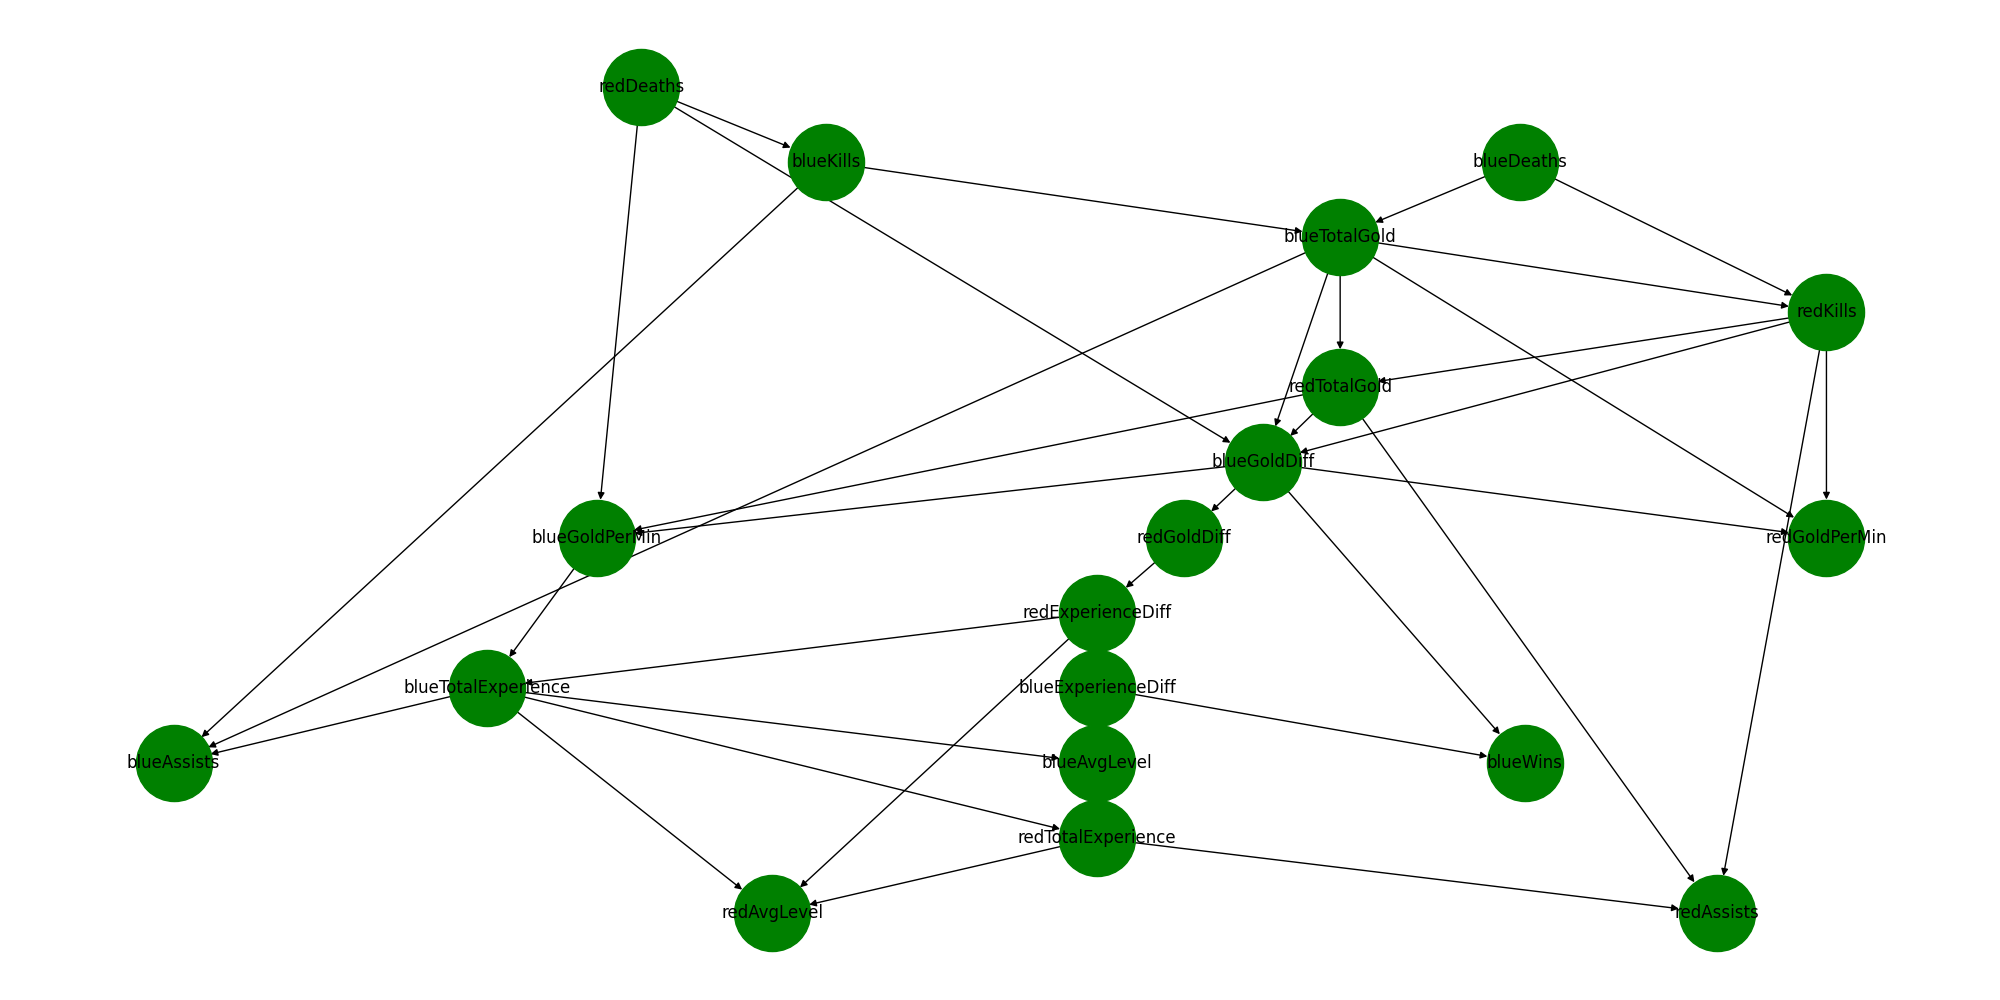 redDeaths
blueKills
blueDeaths
blueTotalGold
redKills
redTotalGold
blueGoldDiff
blueGoldPerMin
redGoldDiff
redGoldPerMin
redExperienceDiff
blueTotalExperience
blueExperienceDiff
blueAssists
blueAvgLevel
blueWins
redTotalExperience
redAvgLevel
redAssists